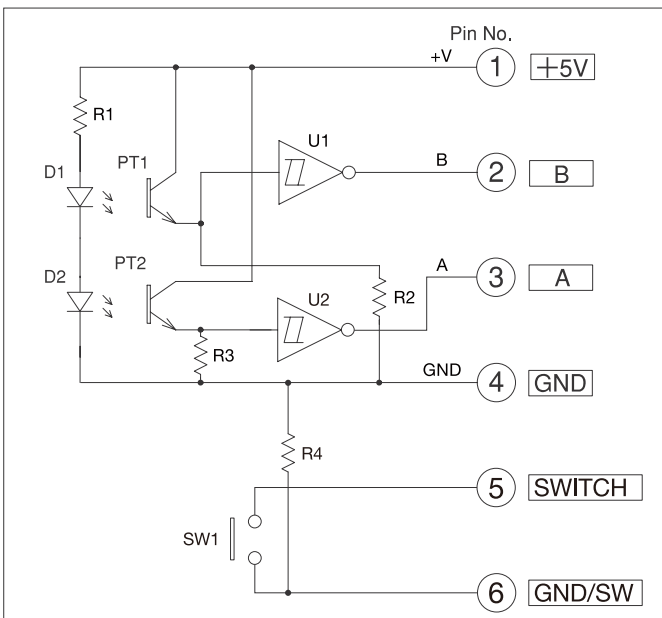 Pin No.
+V 1 +5V
R1
U1
D1 PT1
B 2 B
D2 PT2
A 3 A
U2 R2
R3
GND 4 GND
R4
5 SWITCH
SW1
6 GND/SW